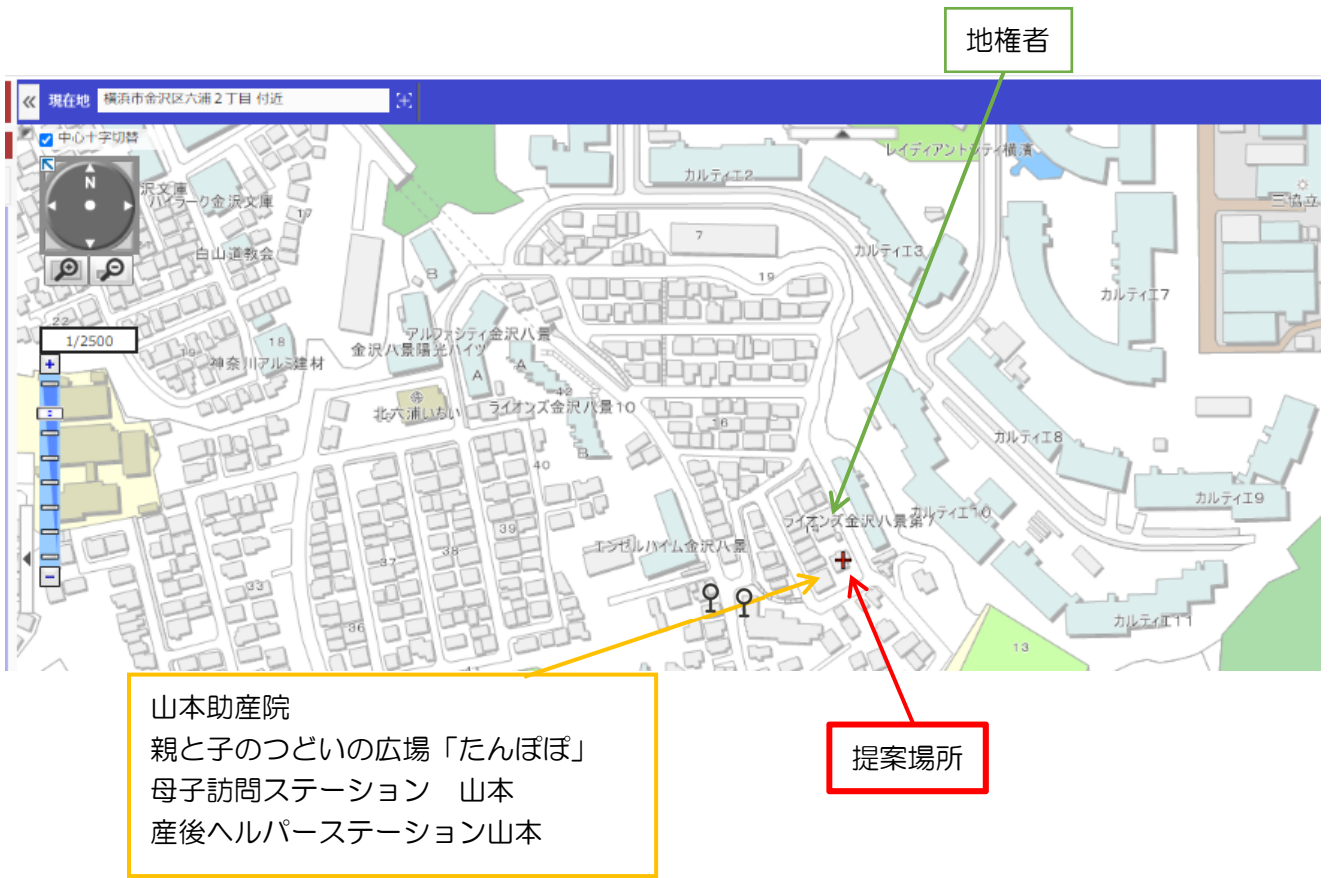 地権者
現在地 横浜市金沢区六浦2丁目 付近
中心十字切替
N
1/2500
沢文庫
ハイラーク金沢文庫
17
白山道教会
22
19
18
神奈川アルミ建材
B
アルファシティ金沢八景
金沢八景陽光ハイツ
A
A
42
北六浦いちい
ライオンズ金沢八景10
B
40
39
38
37
36
33
カルティエ2
7
19
カルティエ3
レイディアントシティ横濱
三協立
カルティエ7
16
カルティエ8
カルティエ9
ライオンズ金沢八景第7
カルティエ10
エンゼルハイム金沢八景
カルティエ11
13
山本助産院
親と子のつどいの広場「たんぽぽ」
母子訪問ステーション 山本
産後ヘルパーステーション山本
提案場所